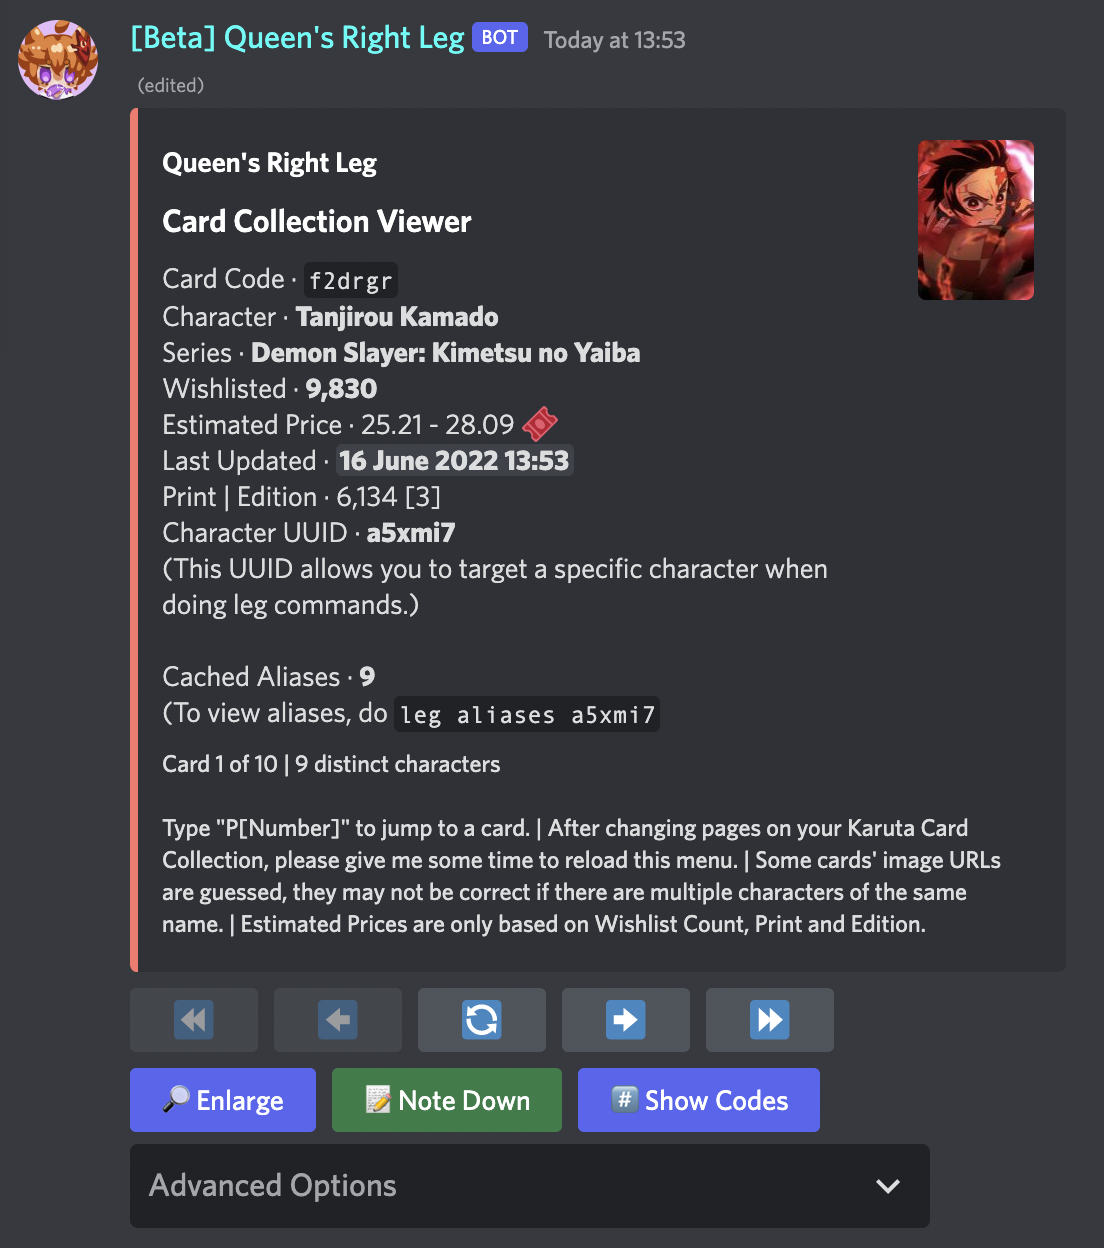 [Beta] Queen's Right Leg BOT Today at 13:53
(edited)
Queen's Right Leg
Card Collection Viewer
Card Code · f2drgr
Character · Tanjirou Kamado
Series · Demon Slayer: Kimetsu no Yaiba
Wishlisted · 9,830
Estimated Price · 25.21 - 28.09
Last Updated · 16 June 2022 13:53
Print | Edition · 6,134 [3]
Character UUID · a5xmi7
(This UUID allows you to target a specific character when
doing leg commands.)
Cached Aliases · 9
(To view aliases, do leg aliases a5xmi7
Card 1 of 10 | 9 distinct characters
Type "P[Number]" to jump to a card. | After changing pages on your Karuta Card
Collection, please give me some time to reload this menu. | Some cards' image URLs
are guessed, they may not be correct if there are multiple characters of the same
name. | Estimated Prices are only based on Wishlist Count, Print and Edition.
Enlarge
Note Down
# Show Codes
Advanced Options